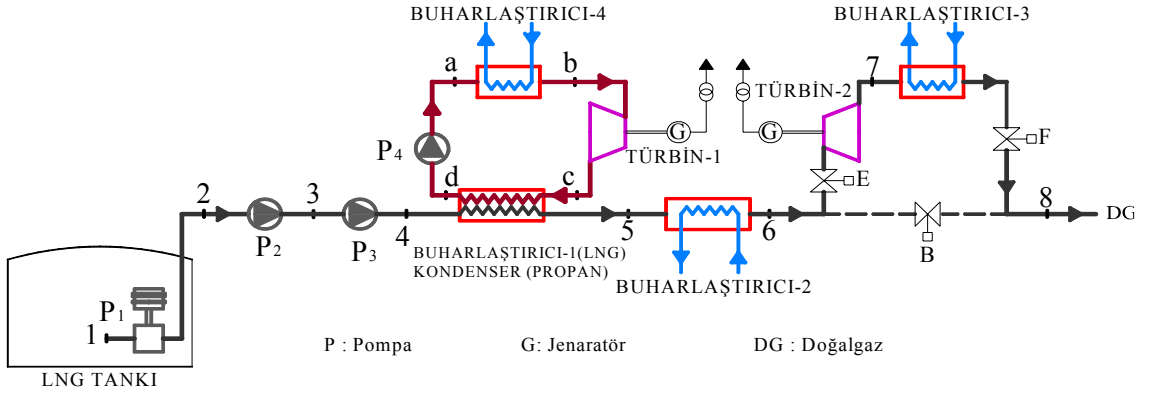 BUHARLAŞTIRICI-4
BUHARLAŞTIRICI-3
a
b
7
TÜRBİN-2
G
G
P4
TÜRBİN-1
F
E
d
c
2
3
4
5
6
8
DG
P2
P3
BUHARLAŞTIRICI-1(LNG)
KONDENSER (PROPAN)
B
BUHARLAŞTIRICI-2
P1
1
P : Pompa
G: Jenaratör
DG : Doğalgaz
LNG TANKI